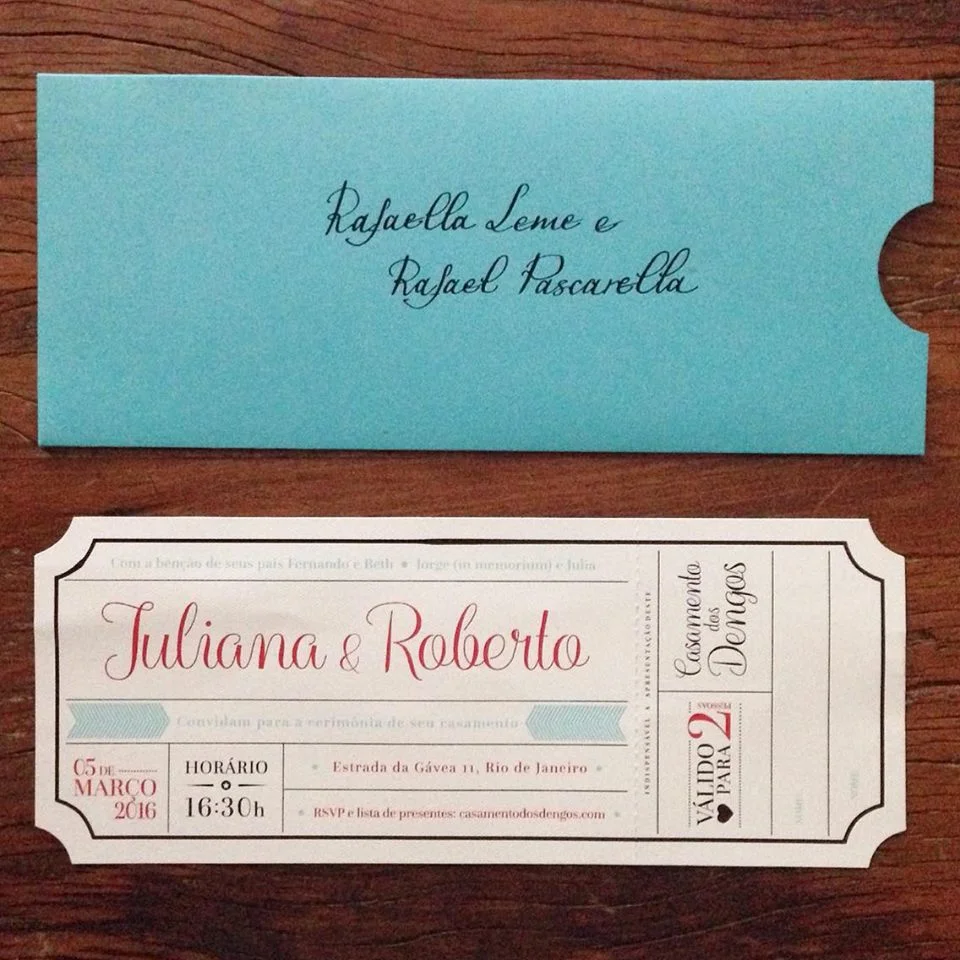 Rafaella Leme e
Rafael Pascarella
Com a benção de seus pais Fernando e Beth • Jorge (in memorium) e Julia
Juliana & Roberto
Convidam para a cerimônia de seu casamento
05 DE
MARÇO
2016
HORÁRIO
16:30h
Estrada da Gávea 11, Rio de Janeiro
RSVP e lista de presentes: casamentodosdengos.com
INDISPENSÁVEL A APRESENTAÇÃO DESTE
Casamento
dos
Dengos
VÁLIDO
PARA 2 PESSOAS
NOME: